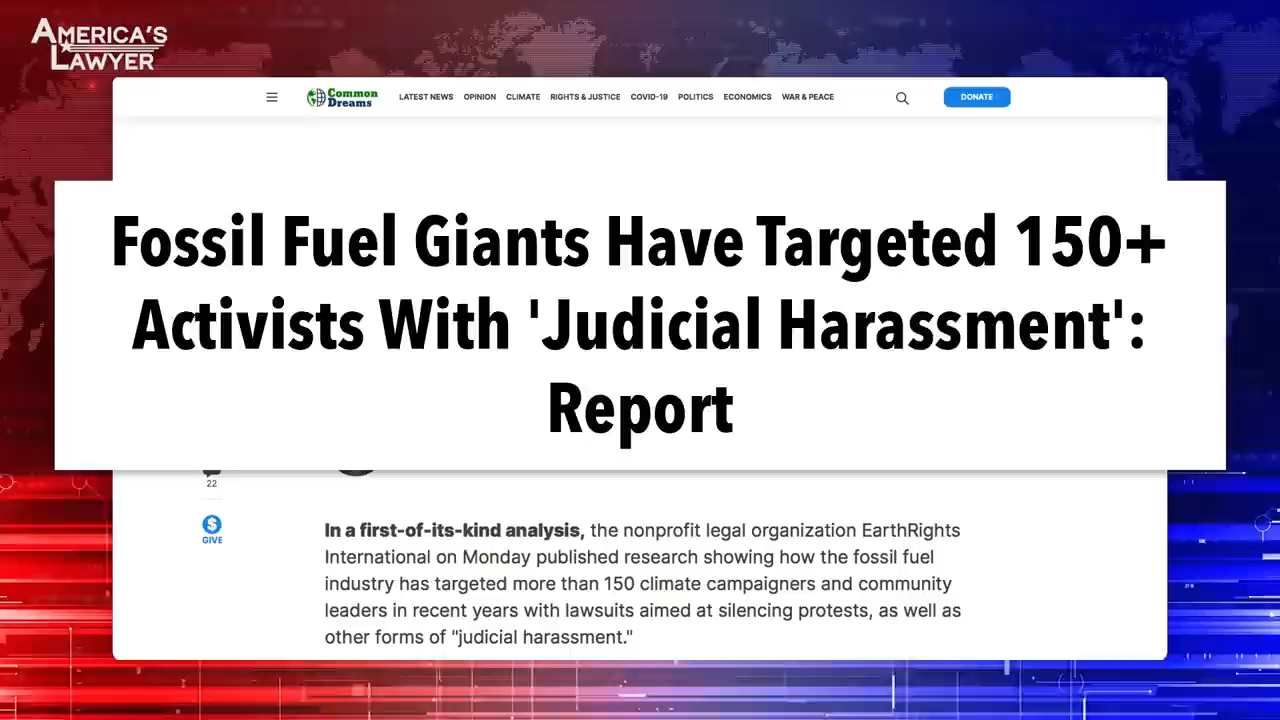 AMERICA'S
LAWYER
Common
Dreams
LATEST NEWS OPINION CLIMATE RIGHTS & JUSTICE COVID-19 POLITICS ECONOMICS WAR & PEACE
DONATE
Fossil Fuel Giants Have Targeted 150+
Activists With 'Judicial Harassment':
Report
22
GIVE
In a first-of-its-kind analysis, the nonprofit legal organization EarthRights
International on Monday published research showing how the fossil fuel
industry has targeted more than 150 climate campaigners and community
leaders in recent years with lawsuits aimed at silencing protests, as well as
other forms of "judicial harassment."